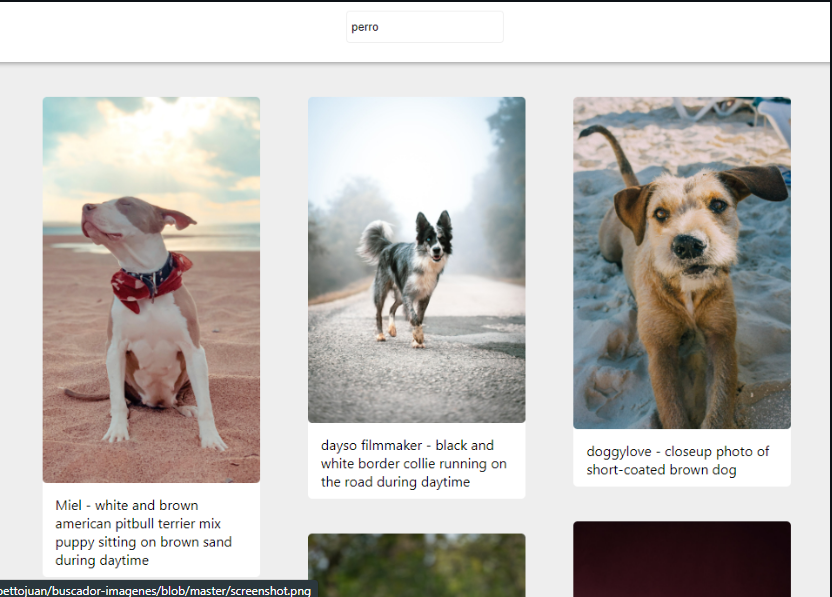 perro
Miel - white and brown
american pitbull terrier mix
puppy sitting on brown sand
during daytime
dayso filmmaker - black and
white border collie running on
the road during daytime
doggylove - closeup photo of
short-coated brown dog
pettojuan/buscador-imagenes/blob/master/screenshot.png